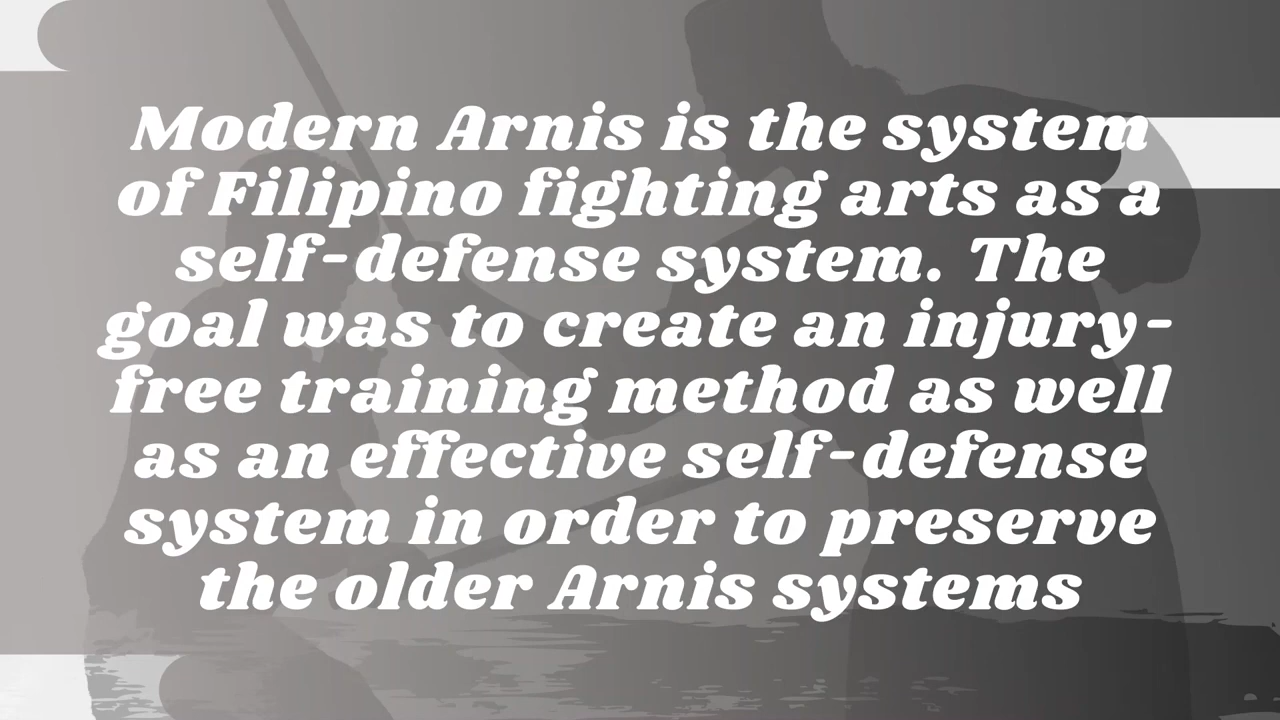 Modern Arnis is the system
of Filipino fighting arts as a
self-defense system. The
goal was to create an injury-
free training method as well
as an effective self-defense
system in order to preserve
the older Arnis systems